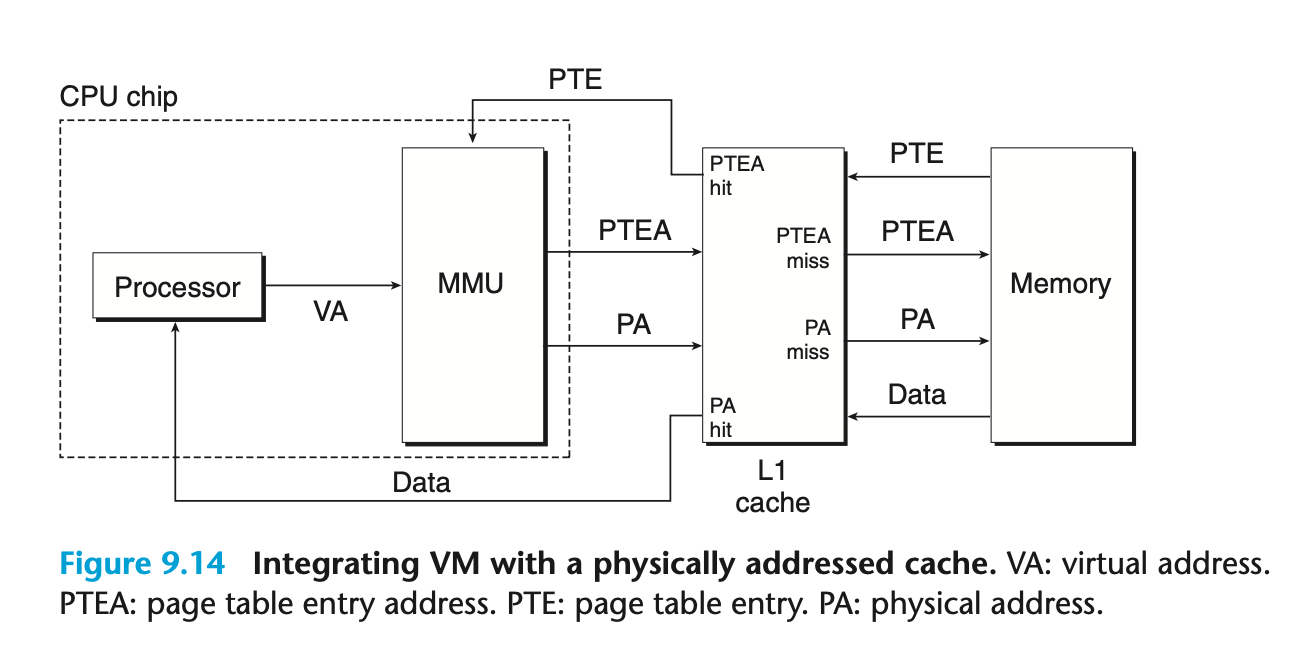 PTE
CPU chip
PTEA
hit
PTE
PTEA
PTEA
miss
PTEA
Processor
VA
MMU
Memory
PA
PA
miss
PA
Data
PA
hit
Data
L1
cache
Figure 9.14 Integrating VM with a physically addressed cache. VA: virtual address.
PTEA: page table entry address. PTE: page table entry. PA: physical address.